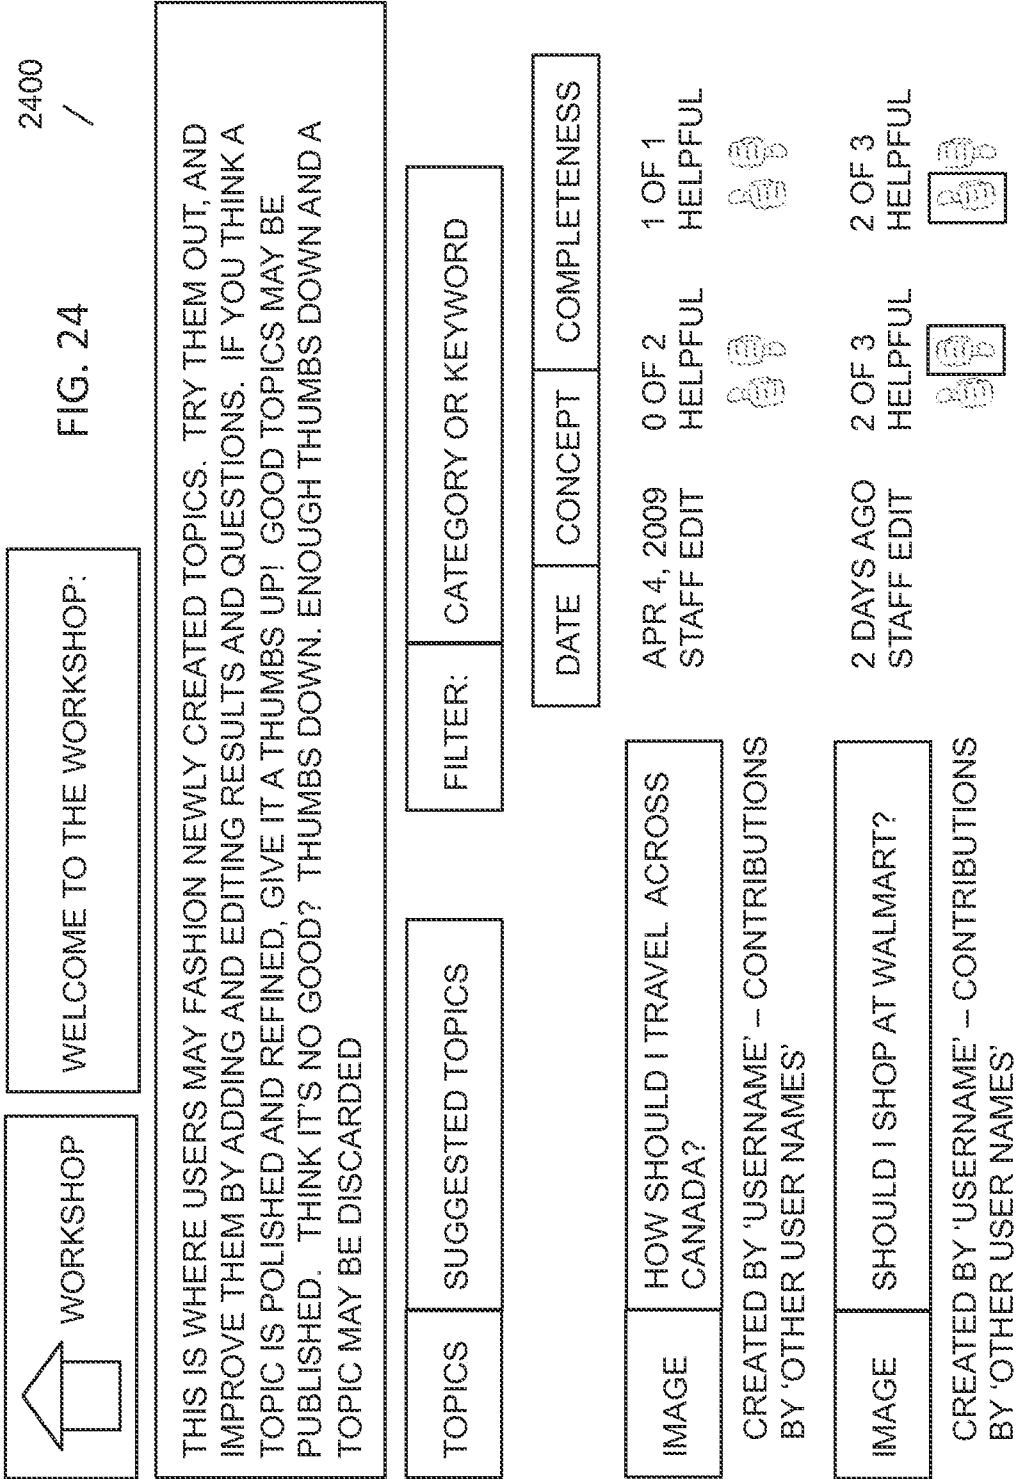 2400
FIG. 24
WORKSHOP
WELCOME TO THE WORKSHOP:
THIS IS WHERE USERS MAY FASHION NEWLY CREATED TOPICS. TRY THEM OUT, AND
IMPROVE THEM BY ADDING AND EDITING RESULTS AND QUESTIONS. IF YOU THINK A
TOPIC IS POLISHED AND REFINED, GIVE IT A THUMBS UP! GOOD TOPICS MAY BE
PUBLISHED. THINK IT'S NO GOOD? THUMBS DOWN. ENOUGH THUMBS DOWN AND A
TOPIC MAY BE DISCARDED
TOPICS
SUGGESTED TOPICS
FILTER:
CATEGORY OR KEYWORD
DATE
CONCEPT
COMPLETENESS
IMAGE
HOW SHOULD I TRAVEL ACROSS
CANADA?
APR 4, 2009
STAFF EDIT
0 OF 2
HELPFUL
1 OF 1
HELPFUL
CREATED BY 'USERNAME' – CONTRIBUTIONS
BY 'OTHER USER NAMES'
IMAGE
SHOULD I SHOP AT WALMART?
2 DAYS AGO
STAFF EDIT
2 OF 3
HELPFUL
2 OF 3
HELPFUL
CREATED BY 'USERNAME' – CONTRIBUTIONS
BY 'OTHER USER NAMES'